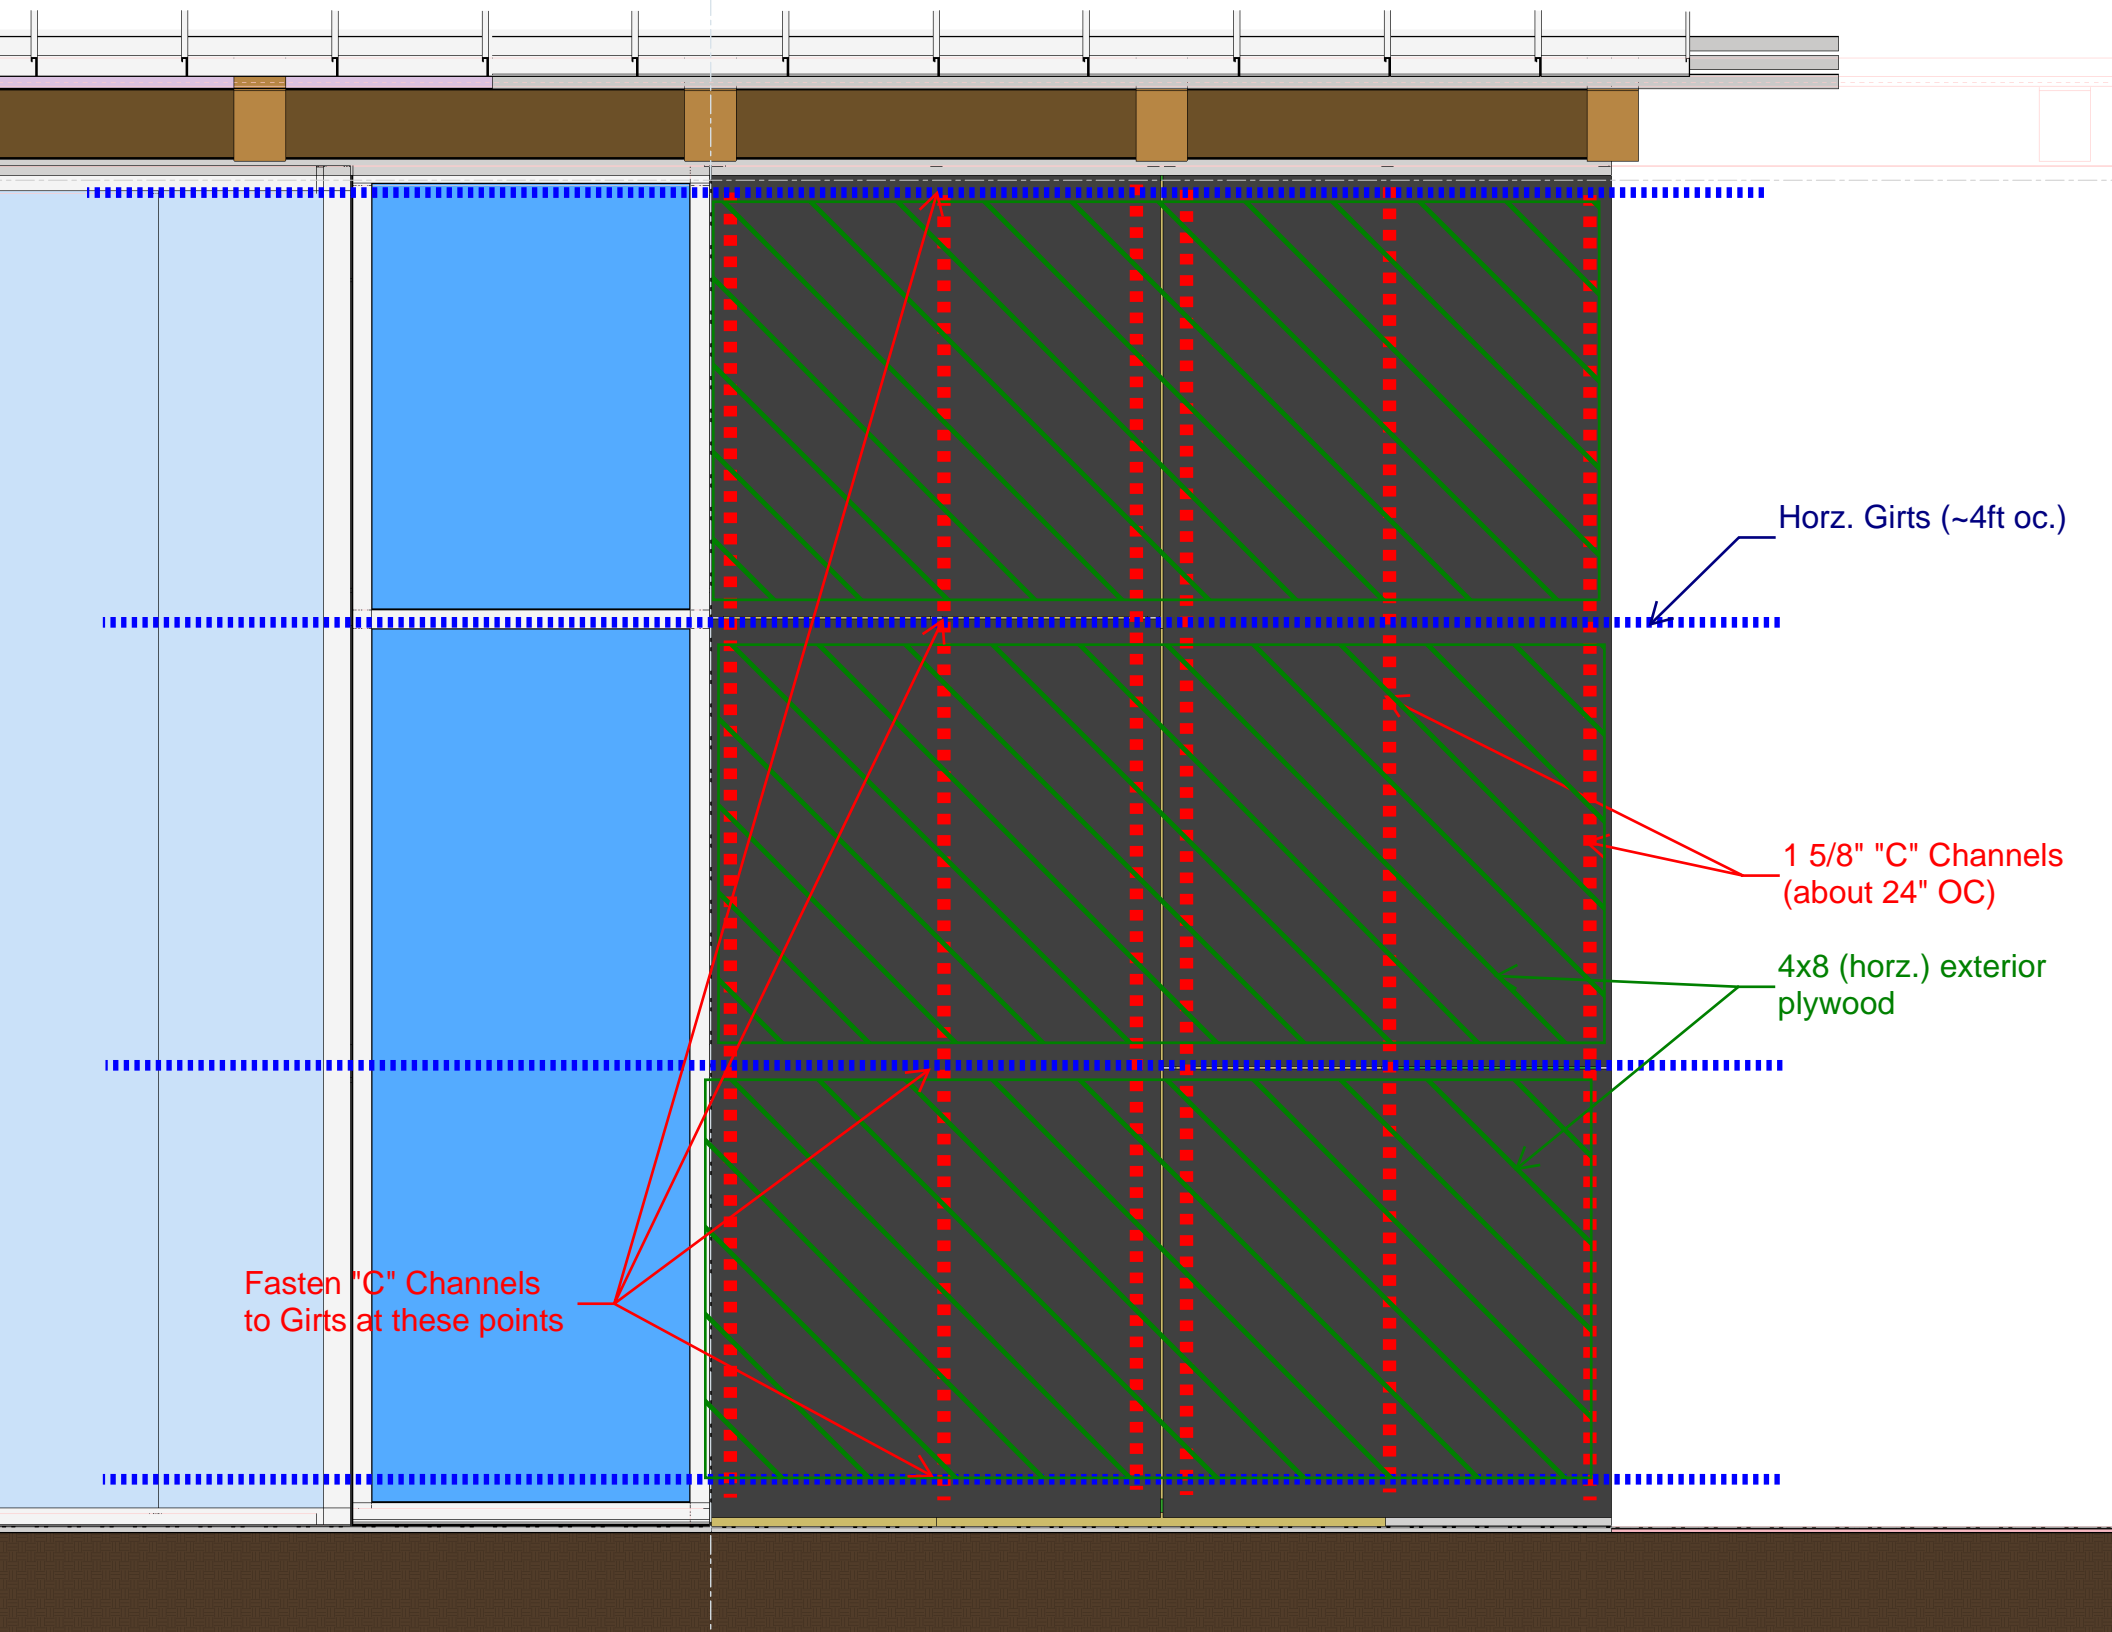 Horz. Girts (~4ft oc.)
1 5/8" "C" Channels
(about 24" OC)
4x8 (horz.) exterior
plywood
Fasten "C" Channels
to Girts at these points